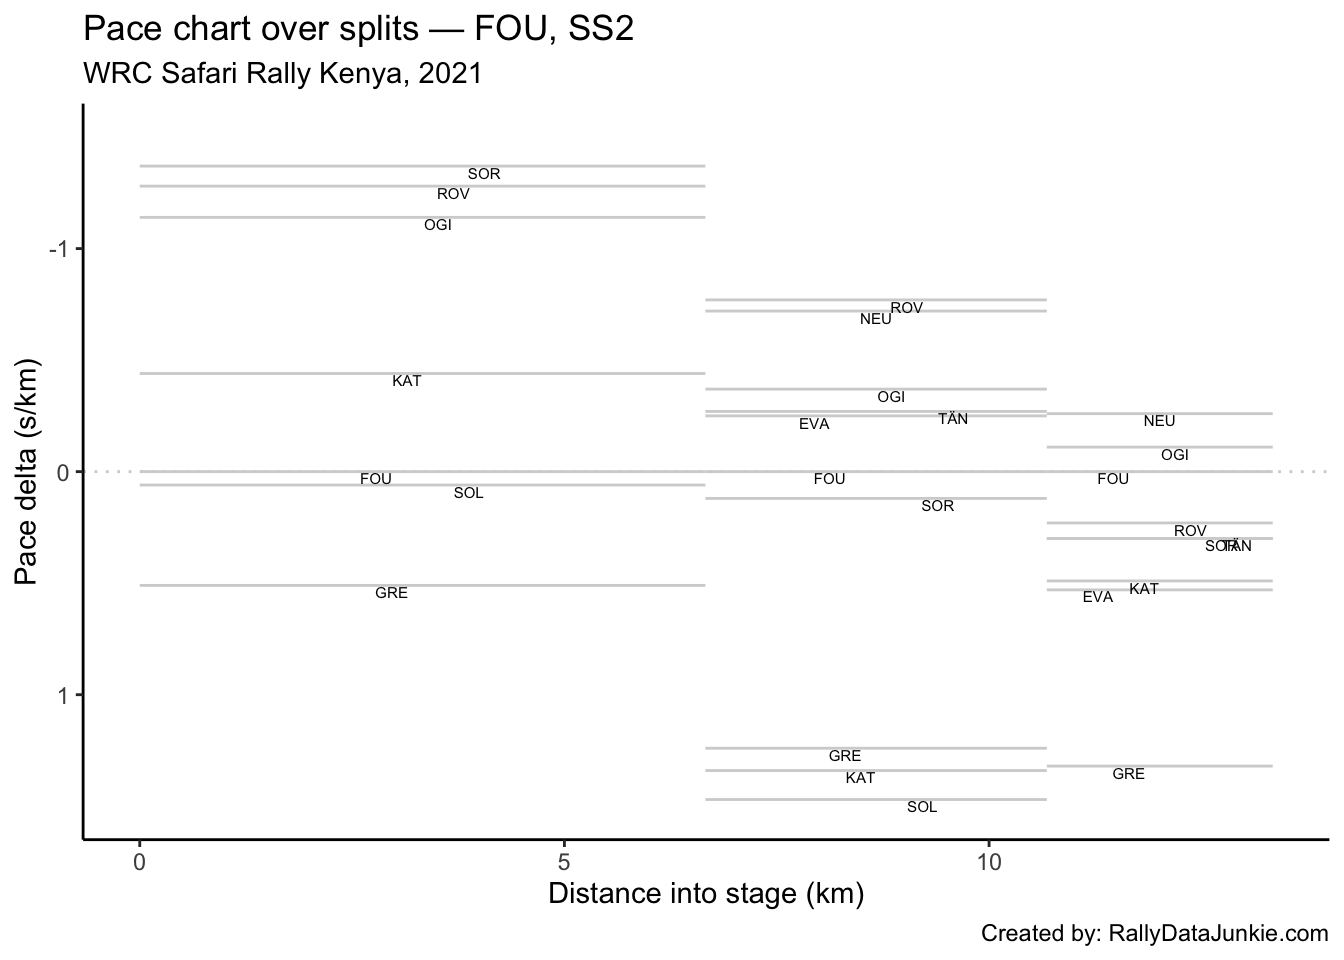 Pace chart over splits — FOU, SS2
WRC Safari Rally Kenya, 2021
Pace delta (s/km)
-1
0
1
SOR
ROV
OGI
KAT
FOU
SOL
GRE
ROV
NEU
OGI
TÄN
EVA
FOU
SOR
GRE
KAT
SOL
NEU
OGI
FOU
ROV
SOR
TÄN
KAT
EVA
GRE
0
5
10
Distance into stage (km)
Created by: RallyDataJunkie.com